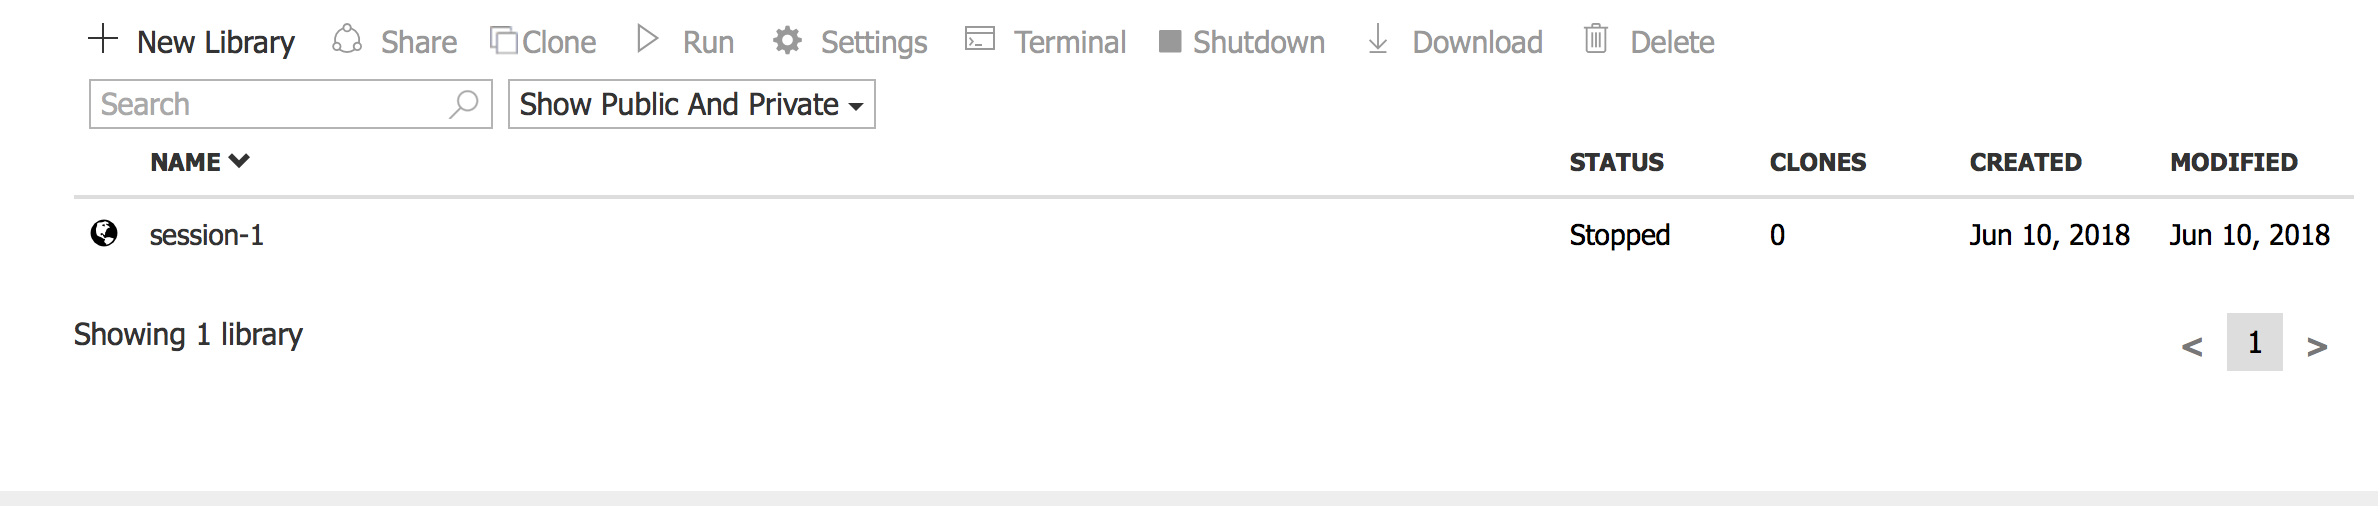 New Library Share Clone Run Settings Terminal Shutdown Download Delete
Search Show Public And Private
NAME STATUS CLONES CREATED MODIFIED
session-1 Stopped 0 Jun 10, 2018 Jun 10, 2018
Showing 1 library < 1 >